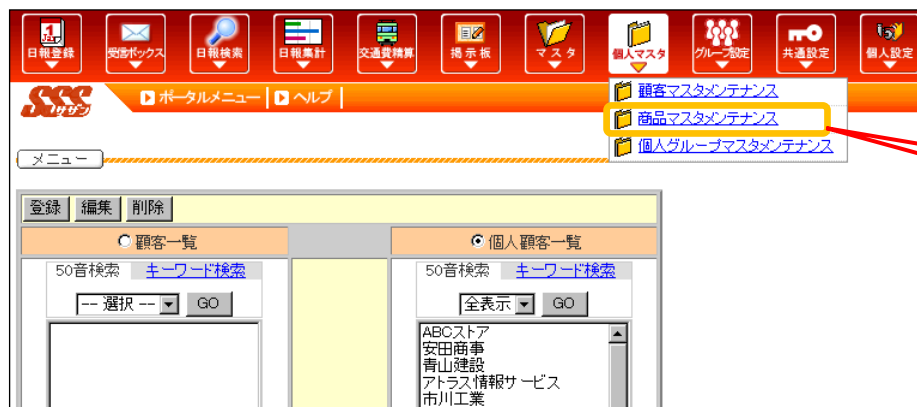 日報登録 受信ボックス 日報検索 日報集計 交通費精算 掲示板 マスタ 個人マスタ グループ設定 共通設定 個人設定
SSS サザン ポータルメニュー ヘルプ
顧客マスタメンテナンス
商品マスタメンテナンス
個人グループマスタメンテナンス
メニュー
登録 編集 削除
顧客一覧 個人顧客一覧
50音検索 キーワード検索 50音検索 キーワード検索
-- 選択 -- GO 全表示 GO
ABCストア
安田商事
青山建設
アトラス情報サービス
市川工業